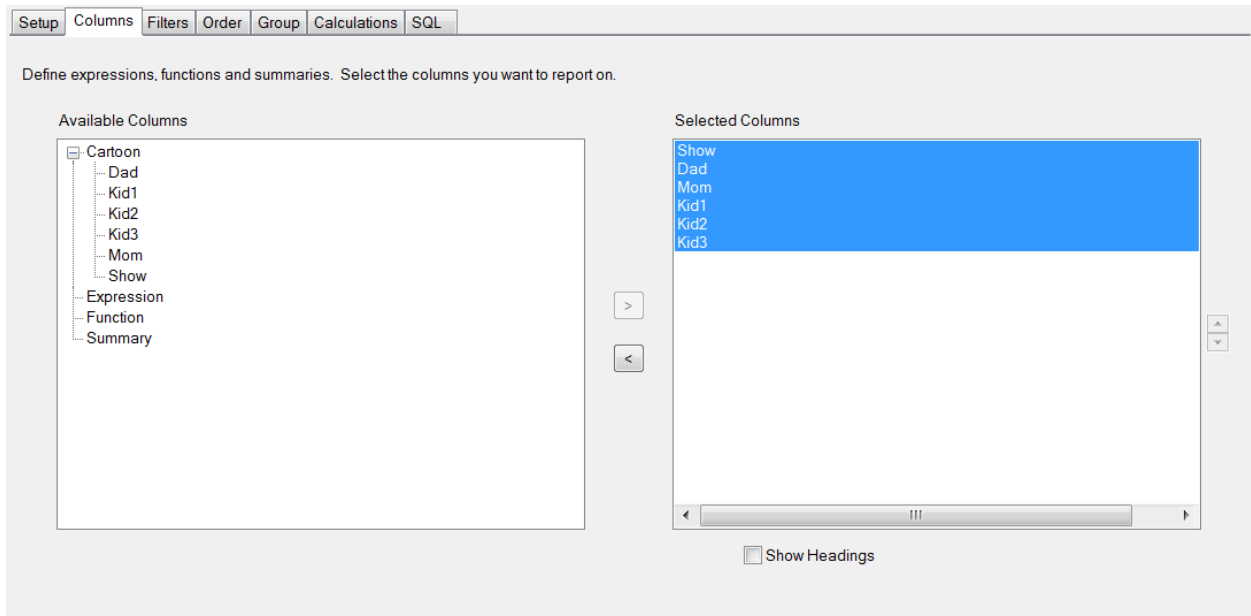 Setup Columns Filters Order Group Calculations SQL
Define expressions, functions and summaries. Select the columns you want to report on.
Available Columns
Cartoon
Dad
Kid1
Kid2
Kid3
Mom
Show
Expression
Function
Summary
>
<
Selected Columns
Show
Dad
Mom
Kid1
Kid2
Kid3
Show Headings